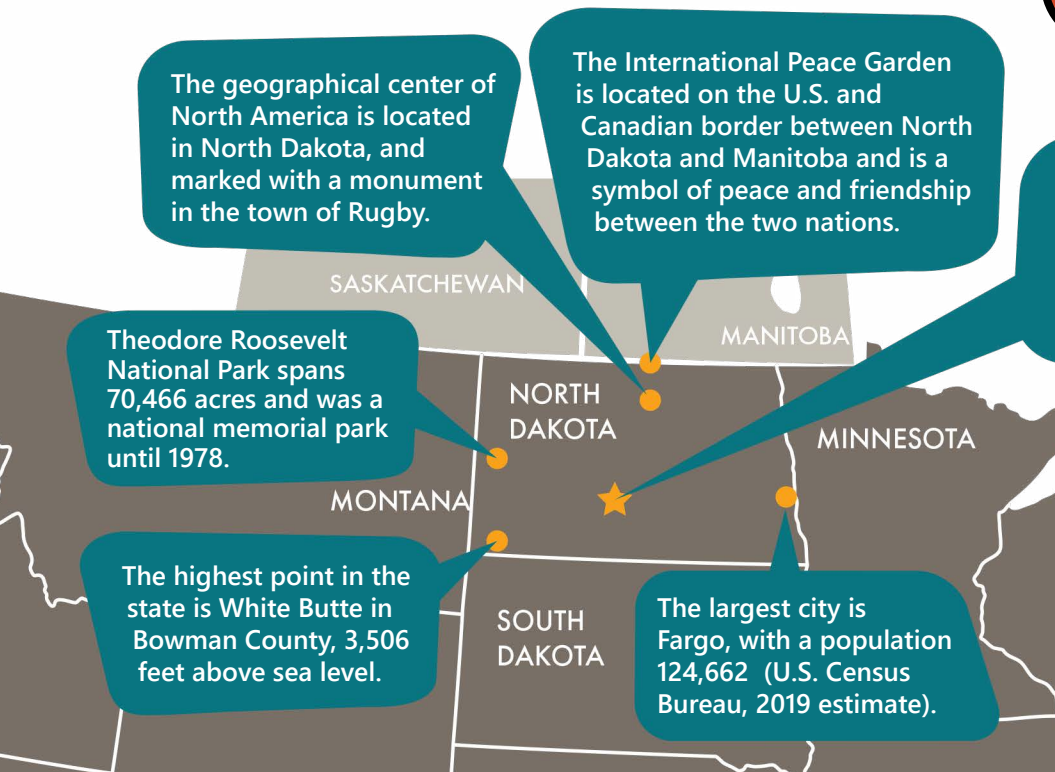 The geographical center of
North America is located
in North Dakota, and
marked with a monument
in the town of Rugby.
The International Peace Garden
is located on the U.S. and
Canadian border between North
Dakota and Manitoba and is a
symbol of peace and friendship
between the two nations.
SASKATCHEWAN
MANITOBA
Theodore Roosevelt
National Park spans
70,466 acres and was a
national memorial park
until 1978.
NORTH
DAKOTA
MINNESOTA
MONTANA
The highest point in the
state is White Butte in
Bowman County, 3,506
feet above sea level.
SOUTH
DAKOTA
The largest city is
Fargo, with a population
124,662 (U.S. Census
Bureau, 2019 estimate).